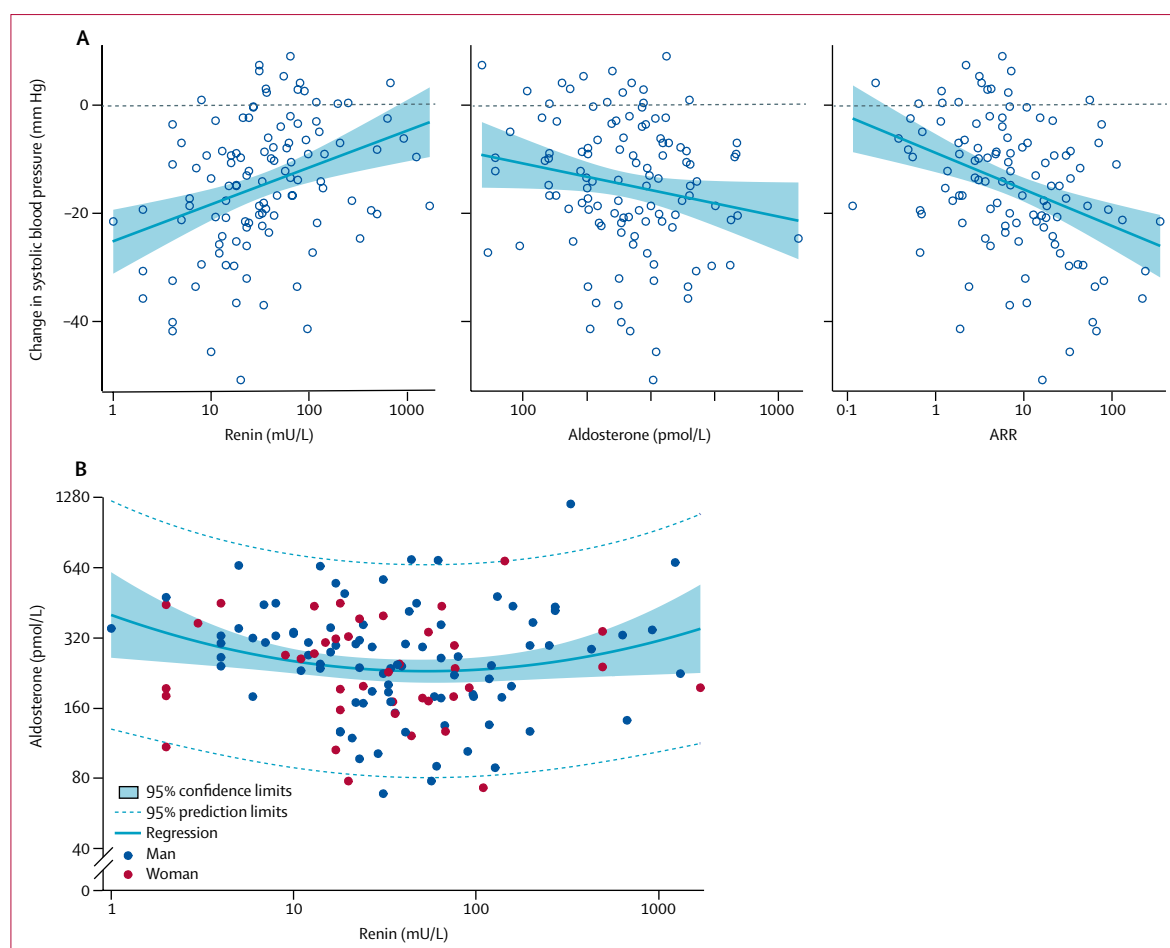 A
Change in systolic blood pressure (mm Hg)
0
–20
–40
1
10
100
1000
Renin (mU/L)
100
1000
Aldosterone (pmol/L)
0·1
1
10
100
ARR
B
Aldosterone (pmol/L)
1280
640
320
160
80
40
0
95% confidence limits
95% prediction limits
Regression
Man
Woman
1
10
100
1000
Renin (mU/L)